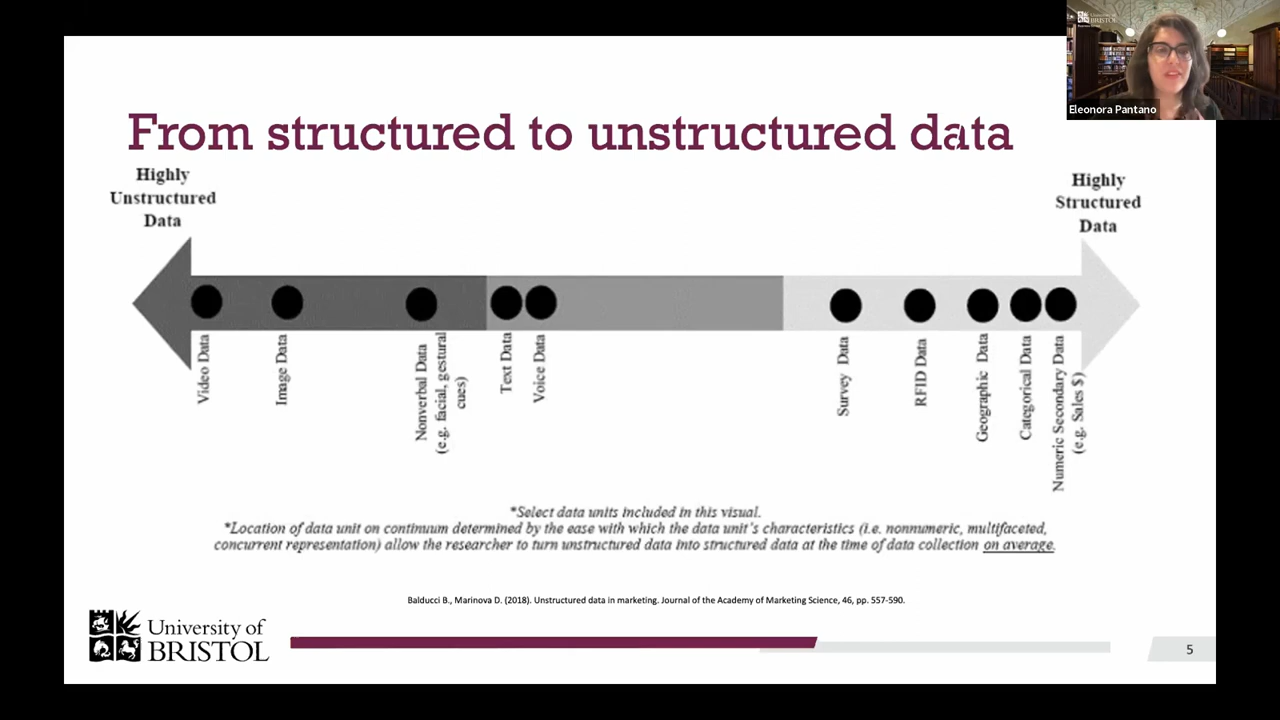 University of
BRISTOL
Eleonora Pantano
From structured to unstructured data
Highly
Unstructured
Data
Highly
Structured
Data
Video Data
Image Data
Nonverbal Data
(e.g. facial, gestural
cues)
Text Data
Voice Data
Survey Data
RFID Data
Geographic Data
Categorical Data
Numeric Secondary Data
(e.g. Sales $)
*Select data units included in this visual.
*Location of data unit on continuum determined by the ease with which the data unit's characteristics (i.e. nonnumeric, multifaceted,
concurrent representation) allow the researcher to turn unstructured data into structured data at the time of data collection on average.
Balducci B., Marinova D. (2018). Unstructured data in marketing. Journal of the Academy of Marketing Science, 46, pp. 557-590.
University of
BRISTOL
5